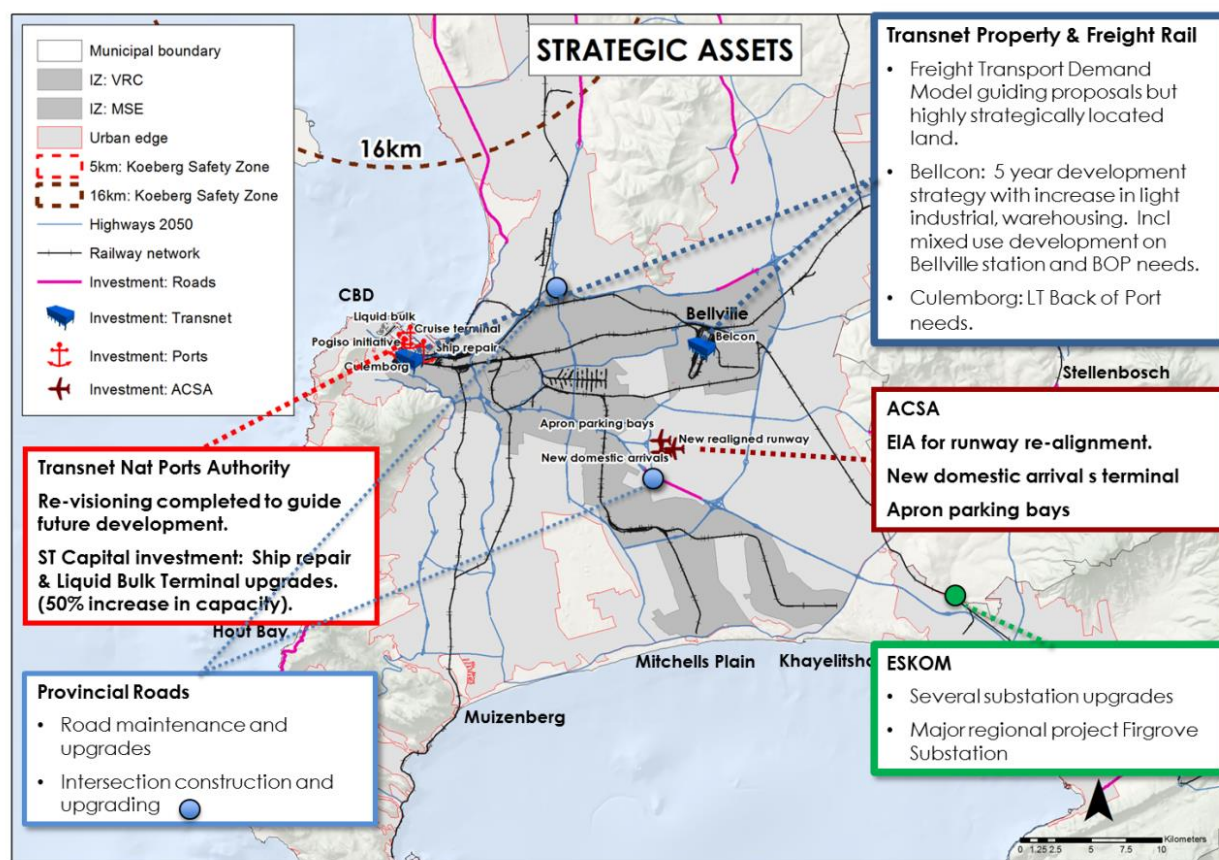 STRATEGIC ASSETS
Municipal boundary
IZ: VRC
IZ: MSE
Urban edge
5km: Koeberg Safety Zone
16km: Koeberg Safety Zone
Highways 2050
Railway network
Investment: Roads
Investment: Transnet
Investment: Ports
Investment: ACSA
16km
Transnet Property & Freight Rail
• Freight Transport Demand
Model guiding proposals but
highly strategically located
land.
• Bellcon: 5 year development
strategy with increase in light
industrial, warehousing. Incl
mixed use development on
Bellville station and BOP needs.
• Culemborg: LT Back of Port
needs.
CBD
Liquid bulk
Cruise terminal
Pogiso initiative
Ship repair
Culemborg
Bellville
Belcon
Stellenbosch
Apron parking bays
New realigned runway
New domestic arrivals
ACSA
EIA for runway re-alignment.
New domestic arrival s terminal
Apron parking bays
Transnet Nat Ports Authority
Re-visioning completed to guide
future development.
ST Capital investment: Ship repair
& Liquid Bulk Terminal upgrades.
(50% increase in capacity).
Hout Bay
Mitchells Plain
Khayelitsha
Muizenberg
ESKOM
• Several substation upgrades
• Major regional project Firgrove
Substation
Provincial Roads
• Road maintenance and
upgrades
• Intersection construction and
upgrading
Kilometers
0 1.25 2.5 5 7.5 10